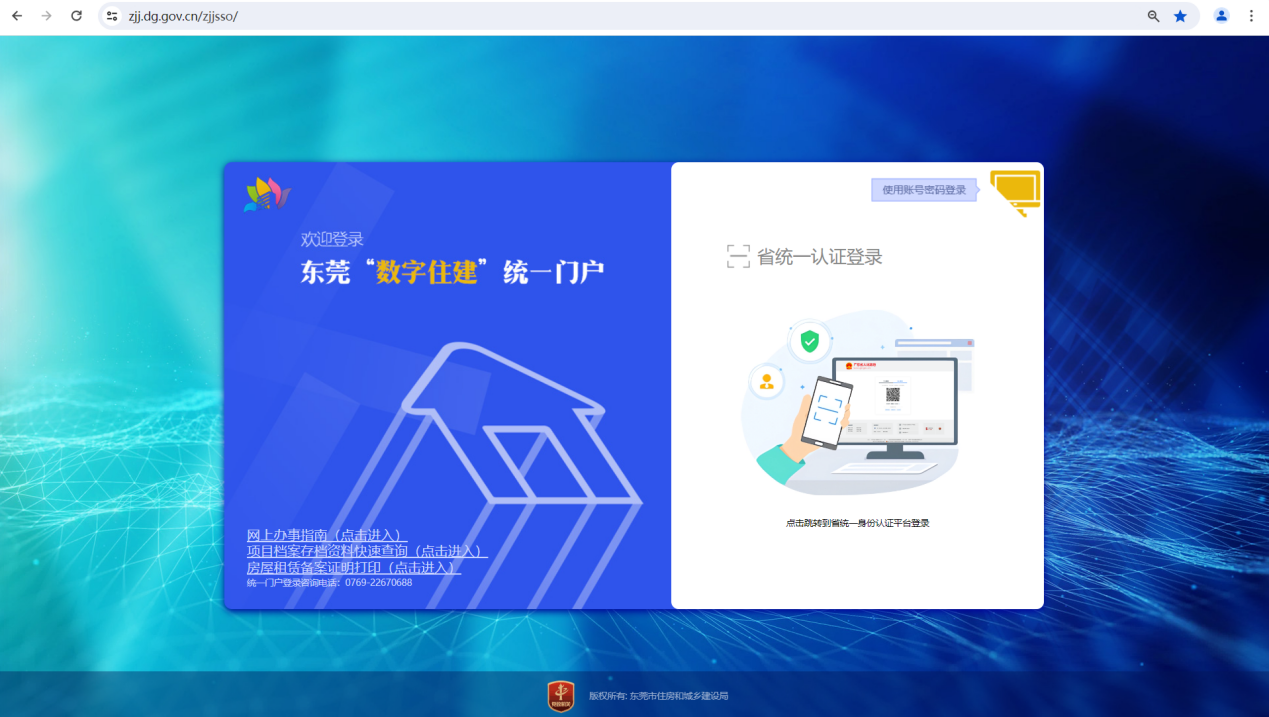 zjj.dg.gov.cn/zjjsso/
使用账号密码登录
欢迎登录
东莞“数字住建”统一门户
省统一认证登录
点击跳转到省统一身份认证平台登录
网上办事指南（点击进入）
项目档案存档资料快速查询（点击进入）
房屋租赁备案证明打印（点击进入）
统一门户登录咨询电话：0769-22670688
版权所有: 东莞市住房和城乡建设局